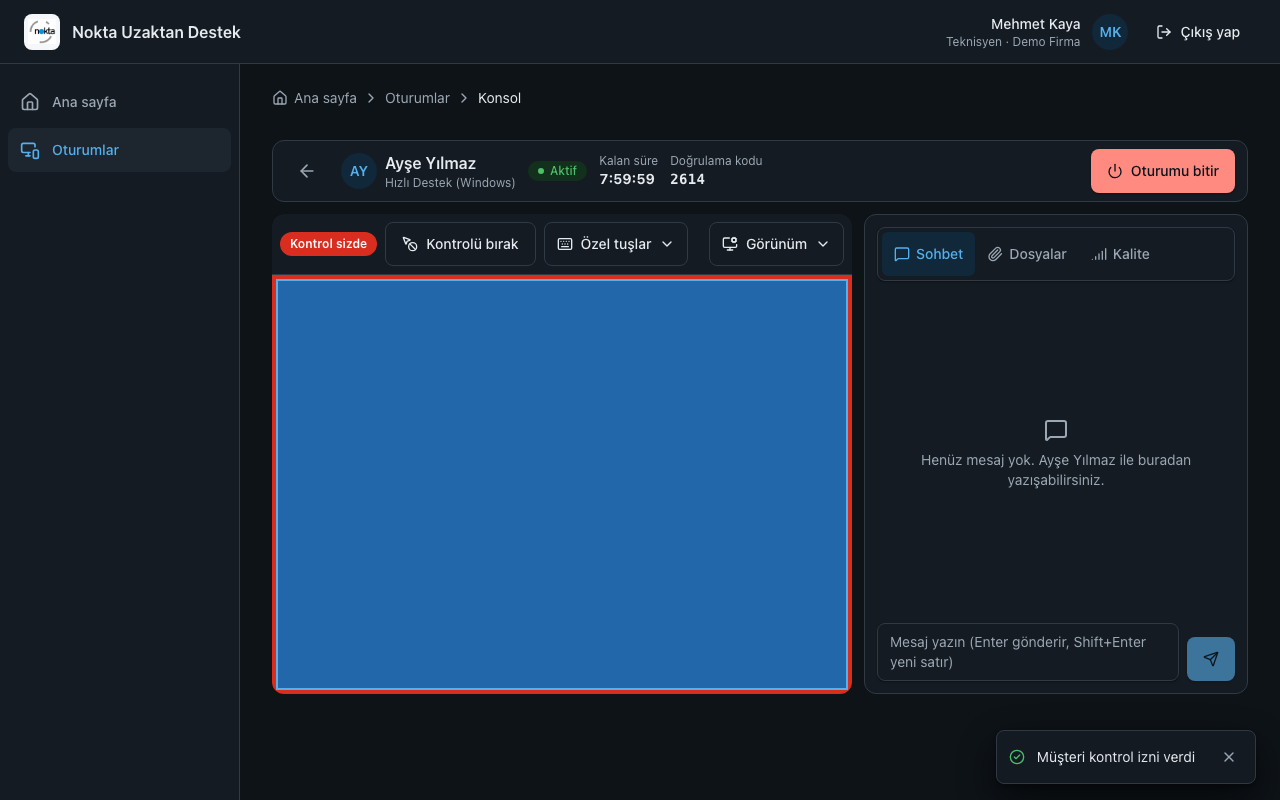 nokta
Nokta Uzaktan Destek
Mehmet Kaya
Teknisyen · Demo Firma
MK
Çıkış yap
Ana sayfa
Oturumlar
Ana sayfa
Oturumlar
Konsol
AY
Ayşe Yılmaz
Hızlı Destek (Windows)
Aktif
Kalan süre
7:59:59
Doğrulama kodu
2614
Oturumu bitir
Kontrol sizde
Kontrolü bırak
Özel tuşlar
Görünüm
Sohbet
Dosyalar
Kalite
Henüz mesaj yok. Ayşe Yılmaz ile buradan
yazışabilirsiniz.
Mesaj yazın (Enter gönderir, Shift+Enter
yeni satır)
Müşteri kontrol izni verdi